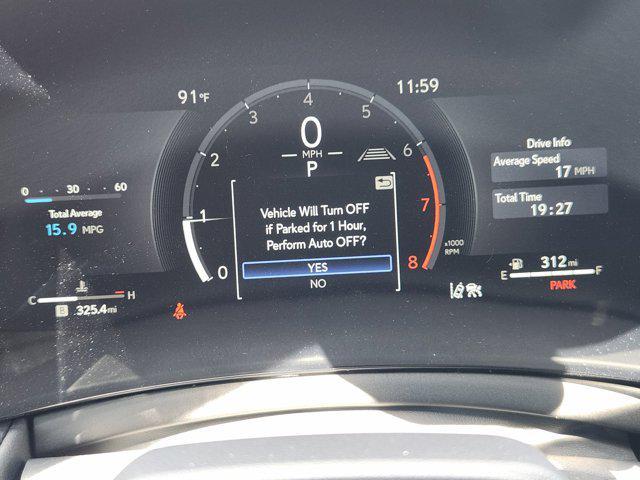 91°F
11:59
0 30 60
Total Average
15.9 MPG
C H
B 325.4 mi
0 1 2 3 4 5 6 7 8
x1000
RPM
0
MPH
P
Vehicle Will Turn OFF
if Parked for 1 Hour,
Perform Auto OFF?
YES
NO
Drive Info
Average Speed
17 MPH
Total Time
19:27
312 mi
E F
PARK